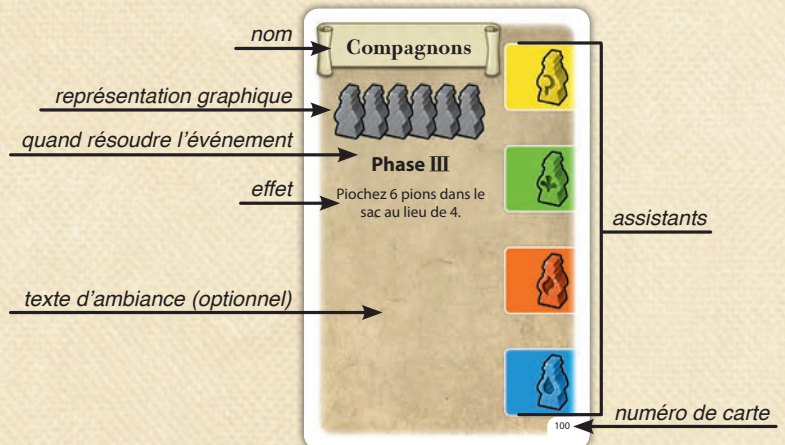 nom
Compagnons
représentation graphique
quand résoudre l'événement
Phase III
effet
Piochez 6 pions dans le
sac au lieu de 4.
assistants
texte d'ambiance (optionnel)
numéro de carte
100